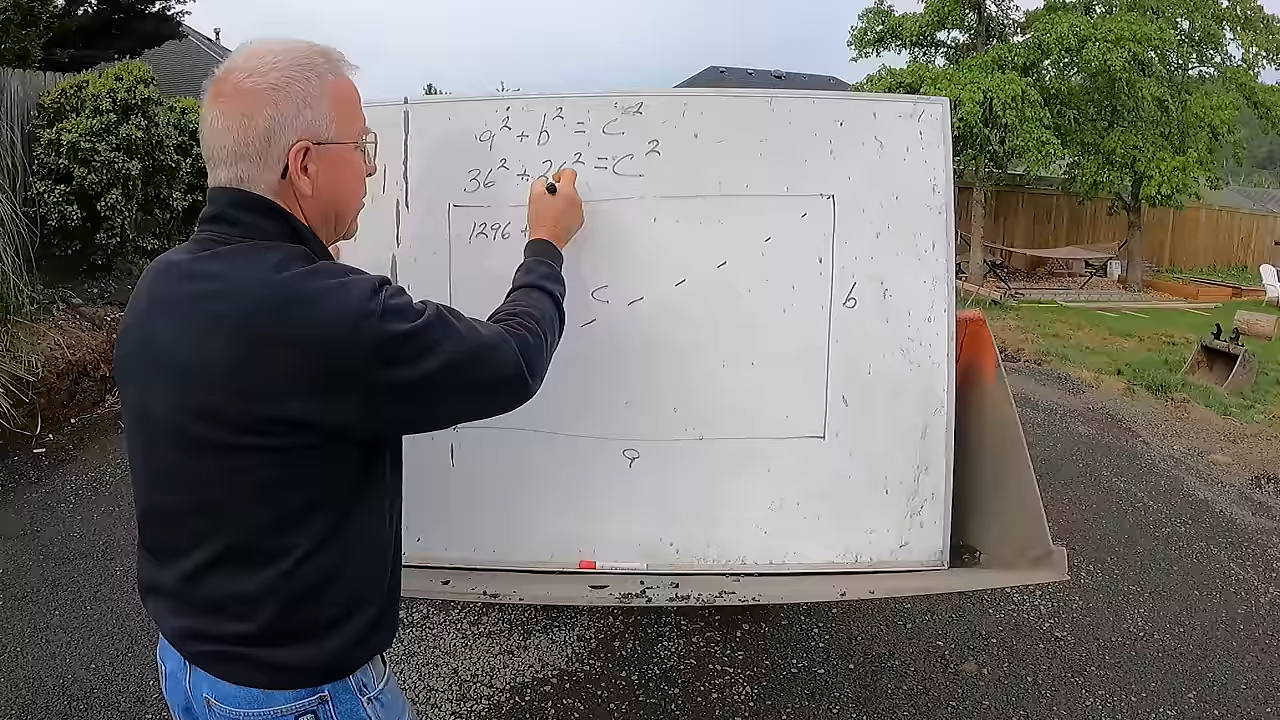 a² + b² = c²
36² + 26² = C²
1296 +
C
b
a